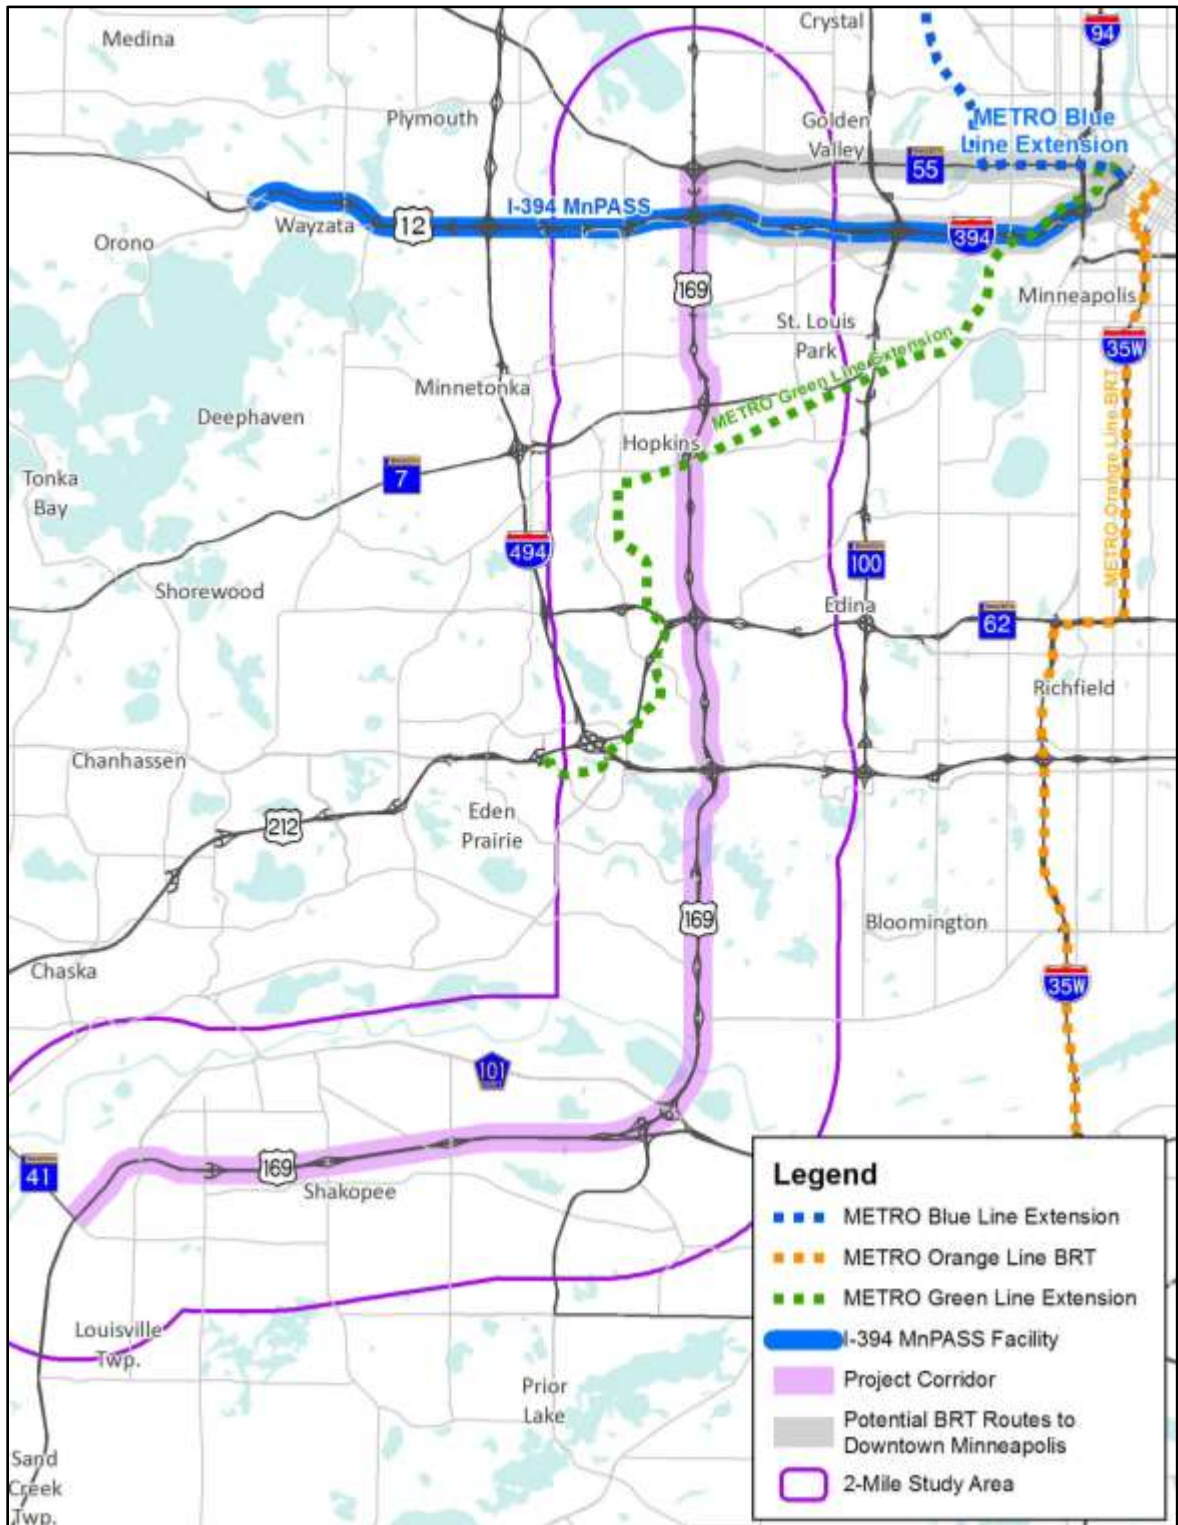 Medina
Crystal
94
Plymouth
Golden
Valley
METRO Blue
Line Extension
55
I-394 MnPASS
Wayzata
12
394
Orono
169
Minneapolis
St. Louis
Park
35W
METRO Green Line Extension
Minnetonka
Deephaven
Hopkins
METRO Orange Line BRT
7
Tonka
Bay
494
100
Shorewood
Edina
62
Richfield
Chanhassen
Eden
Prairie
212
169
Bloomington
Chaska
35W
101
41
169
Shakopee
Louisville
Twp.
Prior
Lake
Sand
Creek
Twp.
Legend
METRO Blue Line Extension
METRO Orange Line BRT
METRO Green Line Extension
I-394 MnPASS Facility
Project Corridor
Potential BRT Routes to
Downtown Minneapolis
2-Mile Study Area